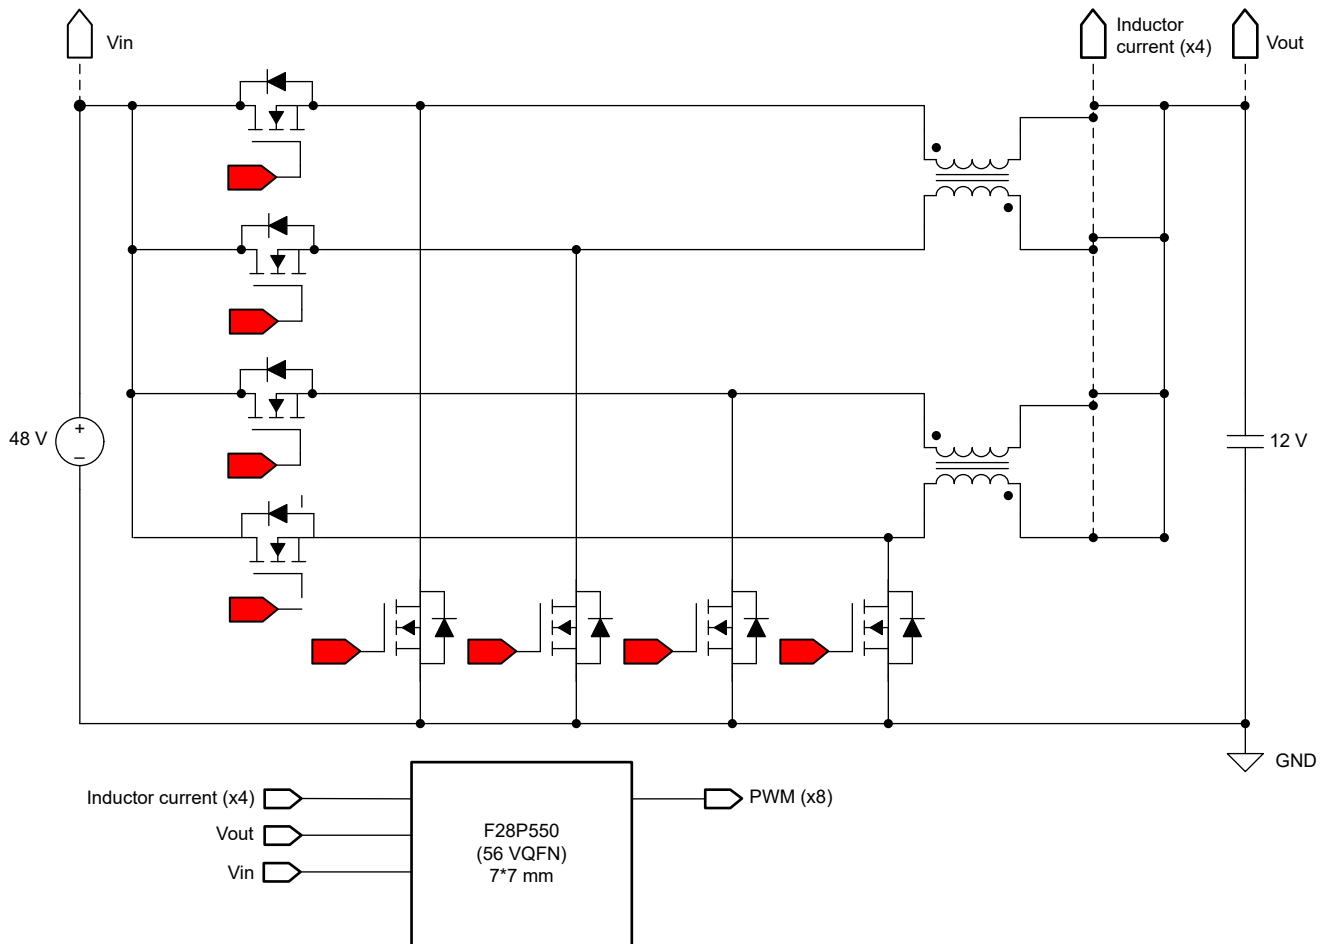 Vin
Inductor
current (x4)
Vout
48 V
+
–
12 V
GND
Inductor current (x4)
Vout
Vin
F28P550
(56 VQFN)
7*7 mm
PWM (x8)